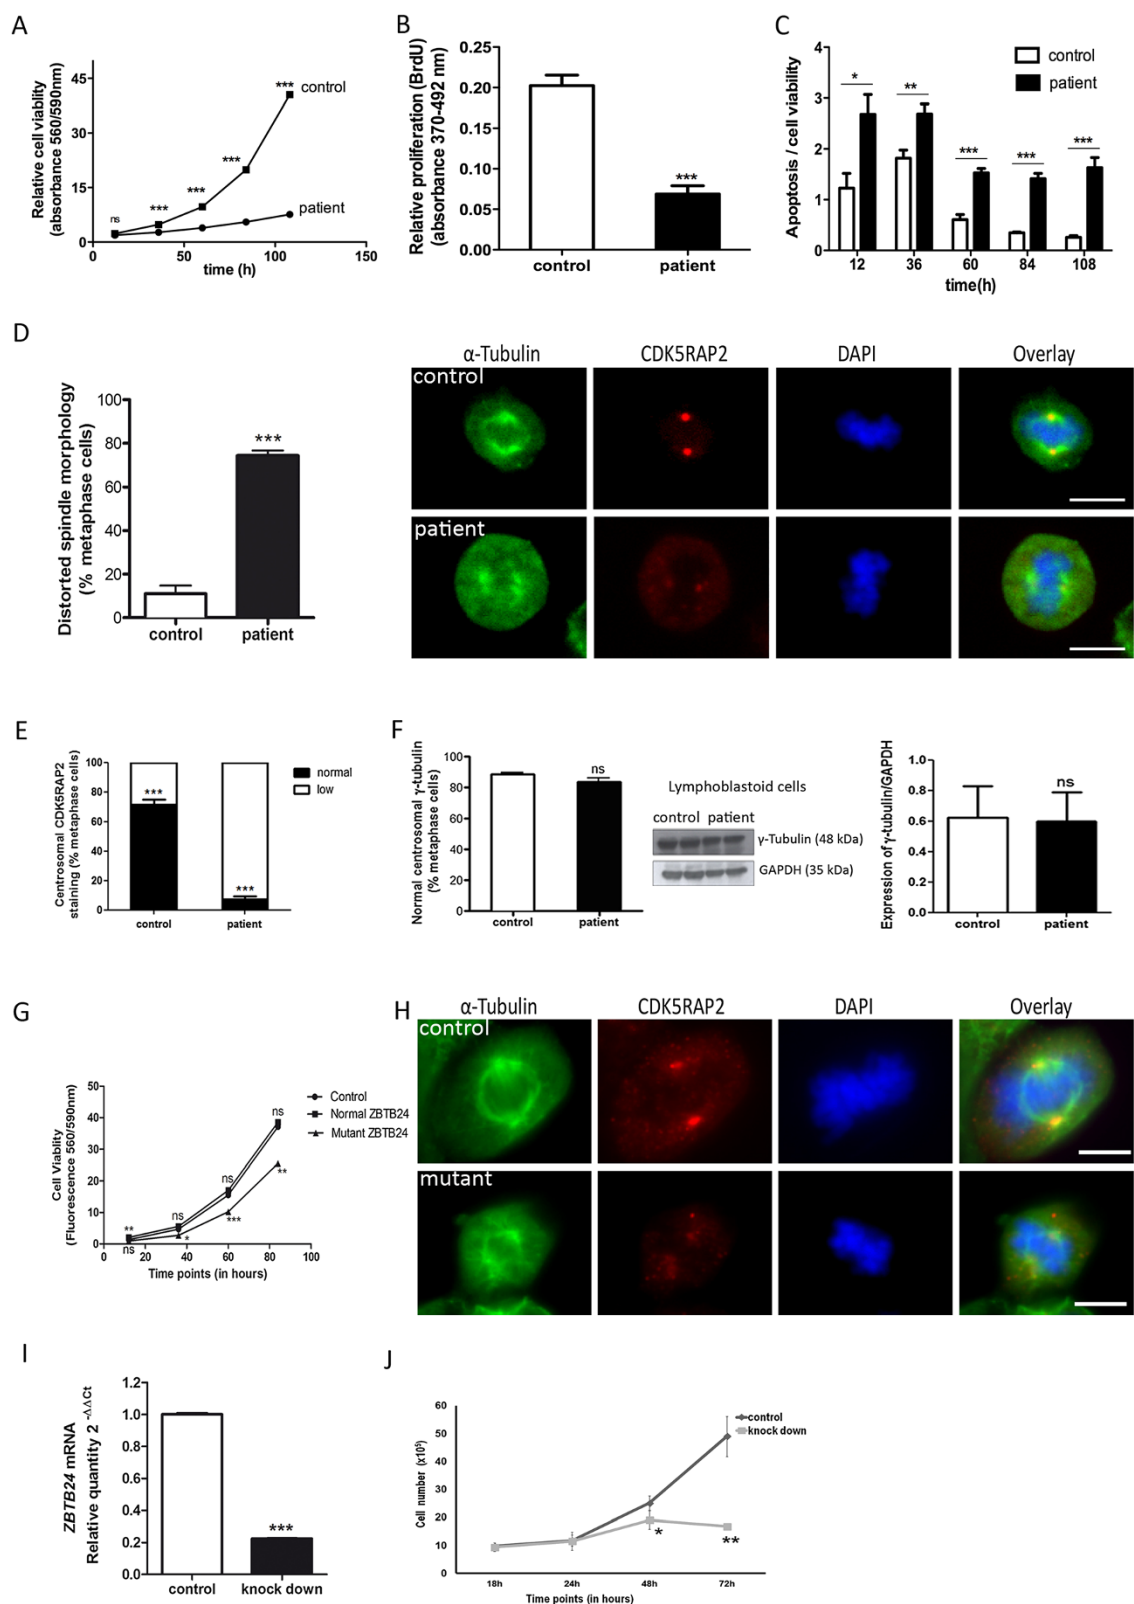 A
Relative cell viablity
(absorbance 560/590nm)
45
30
15
0
0
50
100
150
time (h)
ns
***
***
***
***
control
patient
B
Relative proliferation (BrdU)
(absorbance 370-492 nm)
0.25
0.20
0.15
0.10
0.05
0.00
***
control
patient
C
Apoptosis / cell viability
4
3
2
1
0
*
**
***
***
***
control
patient
12
36
60
84
108
time(h)
D
Distorted spindle morphology
(% metaphase cells)
100
80
60
40
20
0
***
control
patient
α-Tubulin
CDK5RAP2
DAPI
Overlay
control
patient
E
Centrosomal CDK5RAP2
staining (% metaphase cells)
100
80
60
40
20
0
***
***
normal
low
control
patient
F
Normal centrosomal γ-tubulin
(% metaphase cells)
100
80
60
40
20
0
ns
control
patient
Lymphoblastoid cells
control patient
γ-Tubulin (48 kDa)
GAPDH (35 kDa)
Expression of γ-tubulin/GAPDH
1.0
0.8
0.6
0.4
0.2
0.0
ns
control
patient
G
Cell Viablity
(Fluorescence 560/590nm)
50
40
30
20
10
0
0
20
40
60
80
100
Time points (in hours)
**
ns
ns
*
ns
***
ns
**
Control
Normal ZBTB24
Mutant ZBTB24
H
α-Tubulin
CDK5RAP2
DAPI
Overlay
control
mutant
I
ZBTB24 mRNA
Relative quantity 2 -ΔΔCt
1.2
1.0
0.8
0.6
0.4
0.2
0.0
***
control
knock down
J
Cell number (x10⁵)
60
50
40
30
20
10
0
*
**
control
knock down
18h
24h
48h
72h
Time points (in hours)